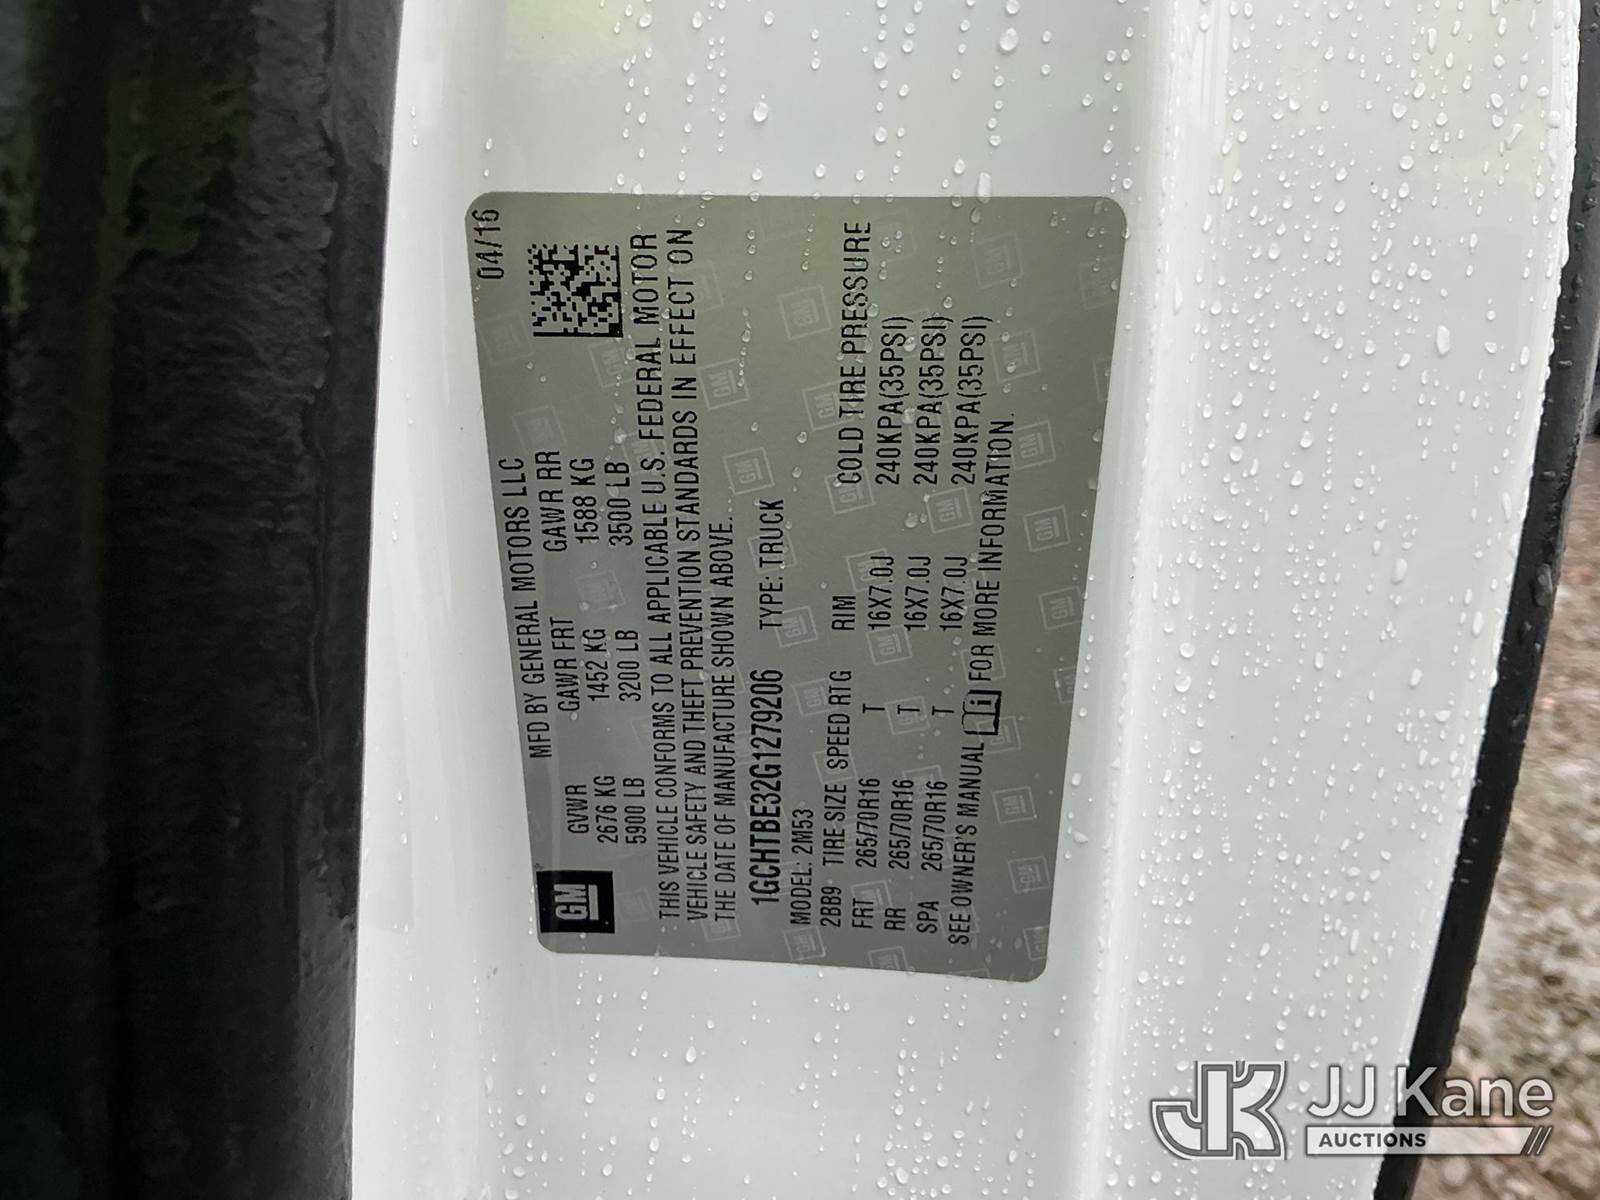 04/16
MFD BY GENERAL MOTORS LLC
GVWR GAWR FRT GAWR RR
2676 KG 1452 KG 1588 KG
5900 LB 3200 LB 3500 LB
GM
THIS VEHICLE CONFORMS TO ALL APPLICABLE U.S. FEDERAL MOTOR
VEHICLE SAFETY AND THEFT PREVENTION STANDARDS IN EFFECT ON
THE DATE OF MANUFACTURE SHOWN ABOVE.
1GCHTBE32G1279206 TYPE: TRUCK
MODEL: 2M53
2BB9 TIRE SIZE SPEED RTG RIM COLD TIRE PRESSURE
FRT 265/70R16 T 16X7.0J 240KPA(35PSI)
RR 265/70R16 T 16X7.0J 240KPA(35PSI)
SPA 265/70R16 T 16X7.0J 240KPA(35PSI)
SEE OWNER'S MANUAL i FOR MORE INFORMATION.
JK JJ Kane
AUCTIONS